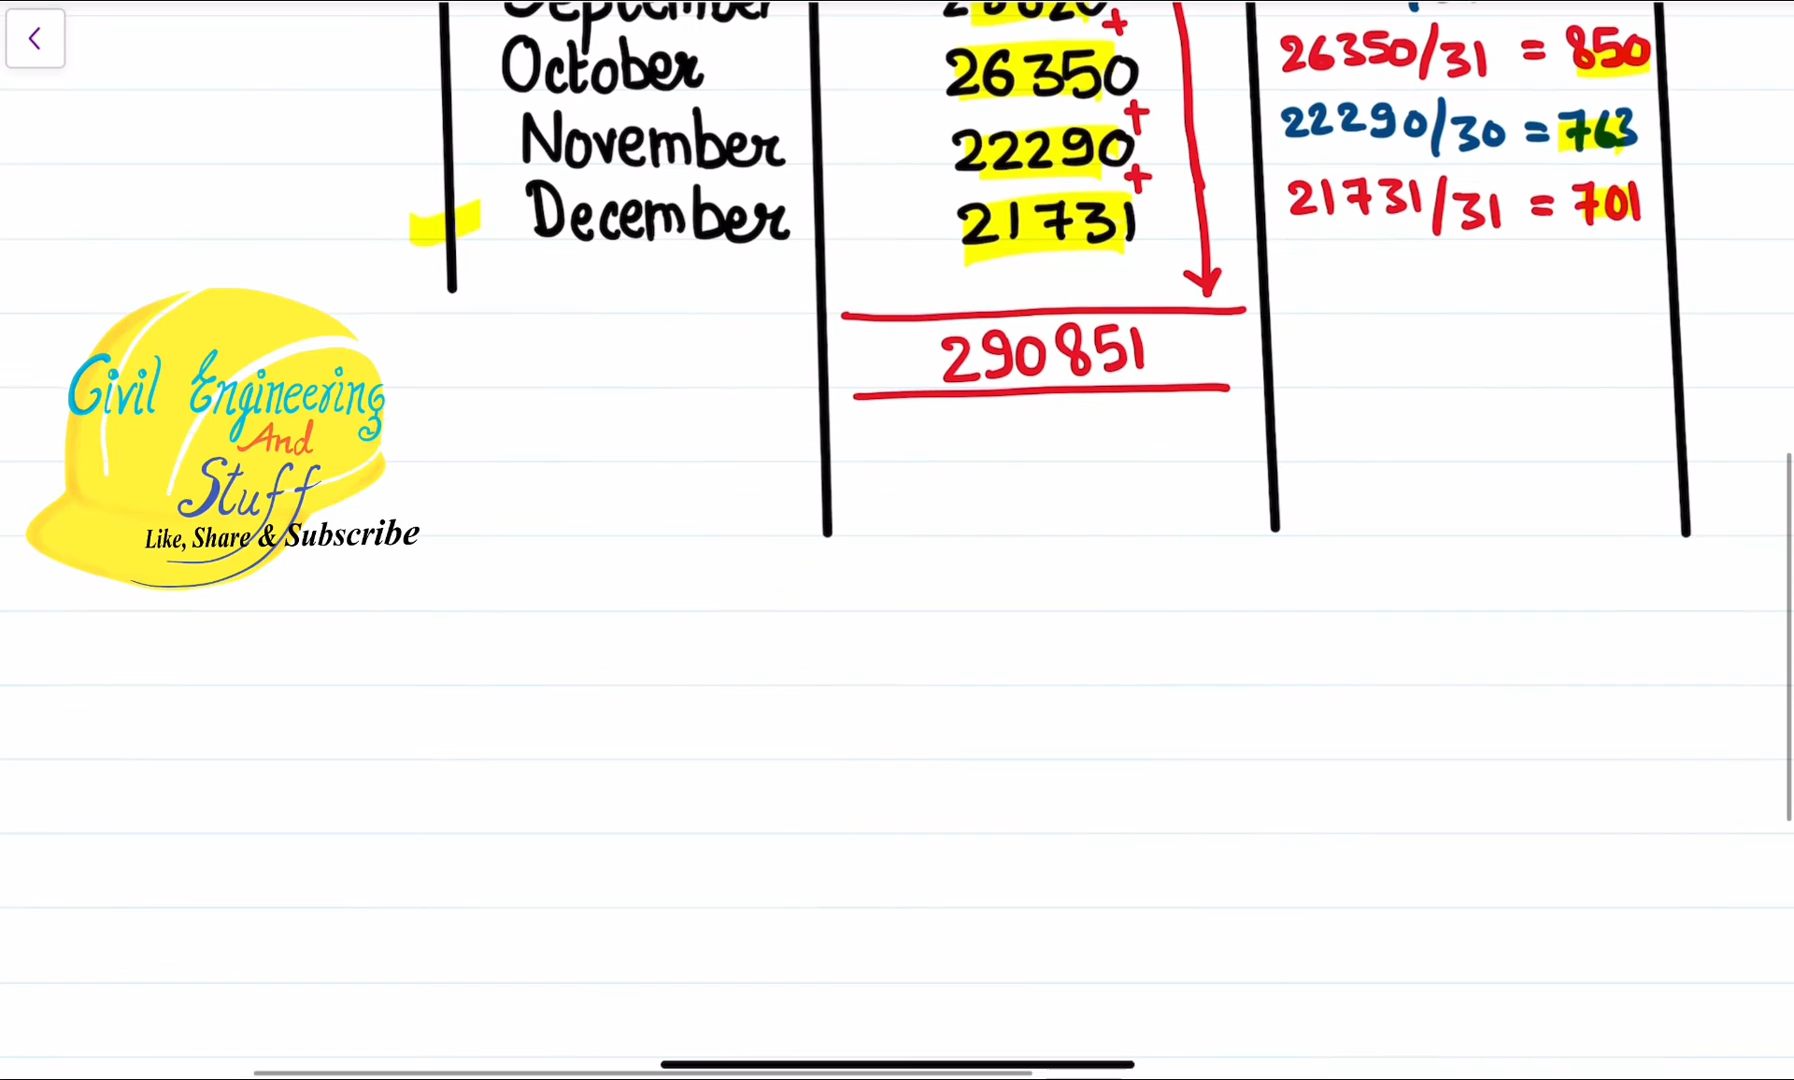 September
October 26350 26350/31 = 850
+
November 22290 22290/30 = 763
+
December 21731 21731/31 = 701
+
290851
Civil Engineering
And
Stuff
Like, Share & Subscribe